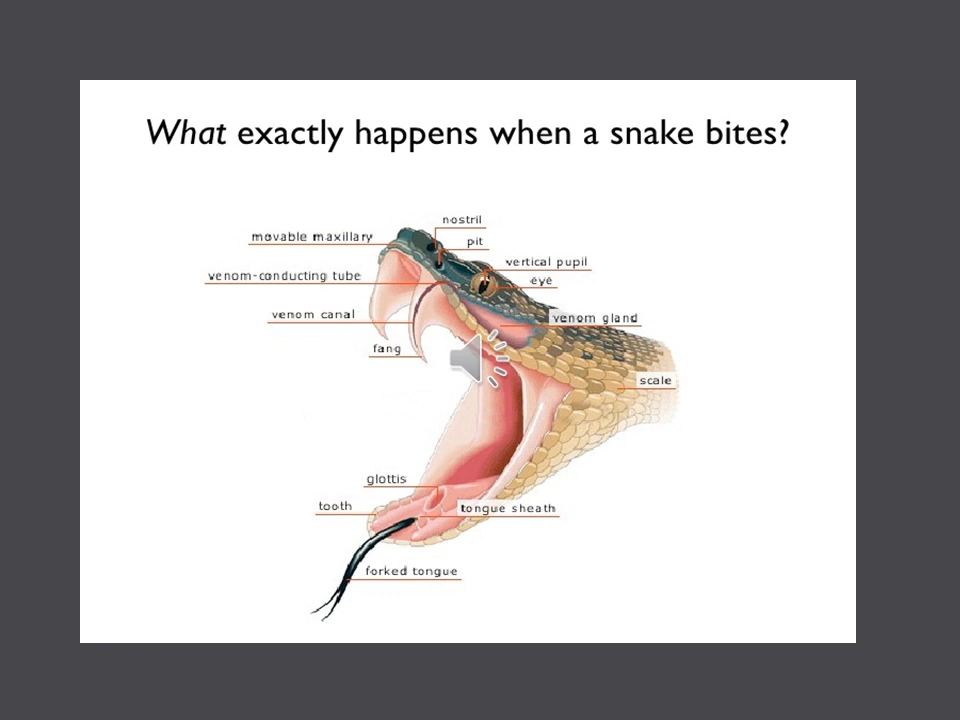 What exactly happens when a snake bites?
nostril
movable maxillary
pit
vertical pupil
venom-conducting tube
eye
venom canal
venom gland
fang
scale
glottis
tooth
tongue sheath
forked tongue